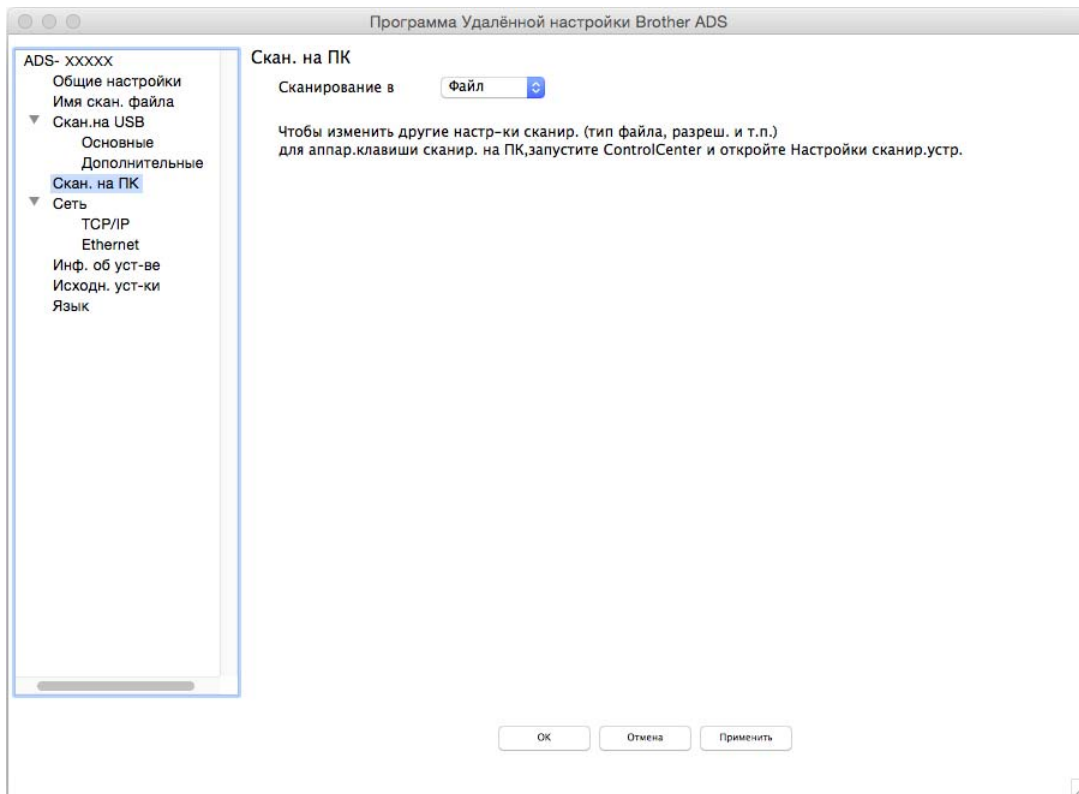 Программа Удалённой настройки Brother ADS
ADS- XXXXX
Общие настройки
Имя скан. файла
Скан.на USB
Основные
Дополнительные
Скан. на ПК
Сеть
TCP/IP
Ethernet
Инф. об уст-ве
Исходн. уст-ки
Язык
Скан. на ПК
Сканирование в Файл
Чтобы изменить другие настр-ки сканир. (тип файла, разреш. и т.п.)
для аппар.клавиши сканир. на ПК,запустите ControlCenter и откройте Настройки сканир.устр.
ОК Отмена Применить